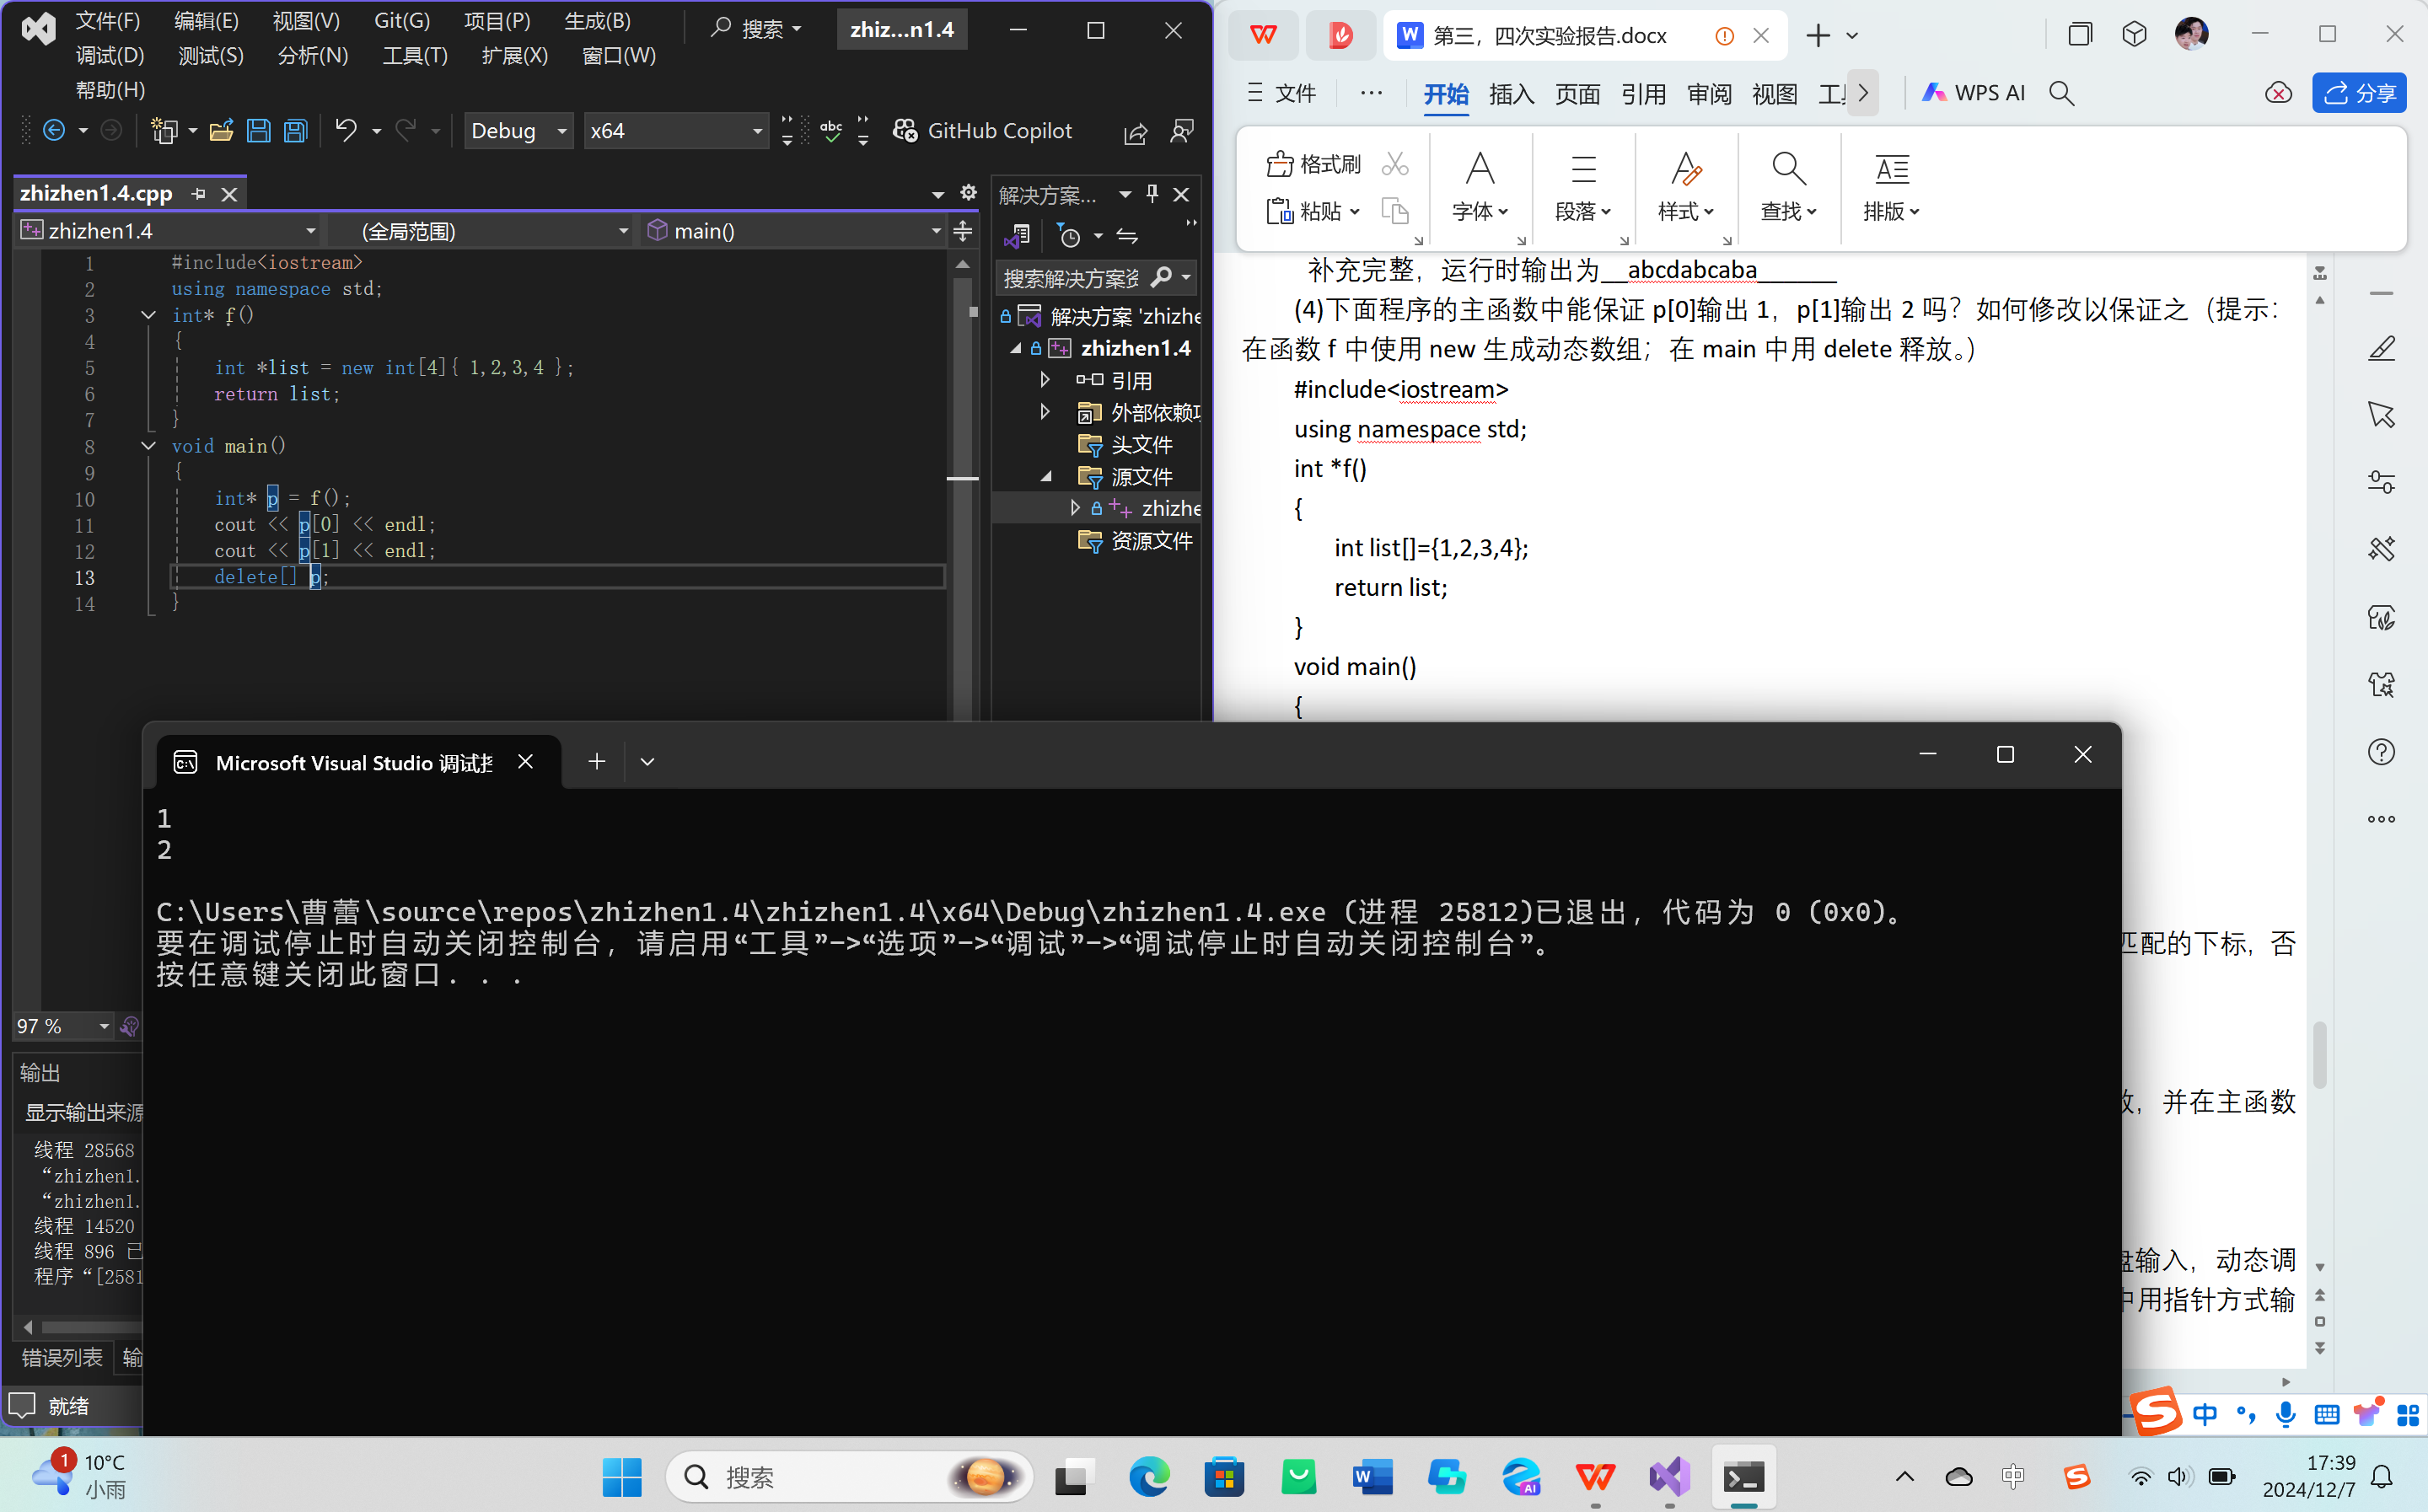 文件(F) 编辑(E) 视图(V) Git(G) 项目(P) 生成(B) 搜索 zhiz...n1.4
调试(D) 测试(S) 分析(N) 工具(T) 扩展(X) 窗口(W)
帮助(H)
Debug x64 GitHub Copilot
zhizhen1.4.cpp
zhizhen1.4 (全局范围) main()
1 #include<iostream>
2 using namespace std;
3 int* f()
4 {
5 int *list = new int[4]{ 1,2,3,4 };
6 return list;
7 }
8 void main()
9 {
10 int* p = f();
11 cout << p[0] << endl;
12 cout << p[1] << endl;
13 delete[] p;
14 }
97 %
输出
显示输出来源
线程 28568
“zhizhen1.
“zhizhen1.
线程 14520
线程 896 已
程序“[2581
错误列表 输
就绪
解决方案...
搜索解决方案资
解决方案 'zhizhe
zhizhen1.4
引用
外部依赖项
头文件
源文件
zhizhe
资源文件
第三，四次实验报告.docx
文件 ... 开始 插入 页面 引用 审阅 视图 工具 WPS AI 分享
格式刷
粘贴 字体 段落 样式 查找 排版
补充完整，运行时输出为__abcdabcaba______
(4)下面程序的主函数中能保证 p[0]输出 1，p[1]输出 2 吗？如何修改以保证之（提示：
在函数 f 中使用 new 生成动态数组；在 main 中用 delete 释放。）
#include<iostream>
using namespace std;
int *f()
{
int list[]={1,2,3,4};
return list;
}
void main()
{
匹配的下标，否
数，并在主函数
盘输入，动态调
中用指针方式输
Microsoft Visual Studio 调试控
1
2
C:\Users\曹蕾\source\repos\zhizhen1.4\zhizhen1.4\x64\Debug\zhizhen1.4.exe (进程 25812)已退出，代码为 0 (0x0)。
要在调试停止时自动关闭控制台，请启用“工具”->“选项”->“调试”->“调试停止时自动关闭控制台”。
按任意键关闭此窗口. . .
中
1
10°C
小雨
搜索
中
17:39
2024/12/7